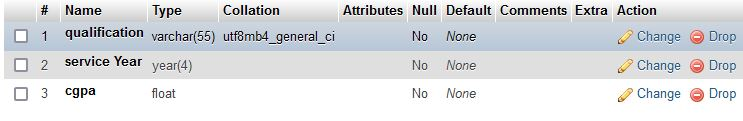 # Name Type Collation Attributes Null Default Comments Extra Action
1 qualification varchar(55) utf8mb4_general_ci No None Change Drop
2 service Year year(4) No None Change Drop
3 cgpa float No None Change Drop